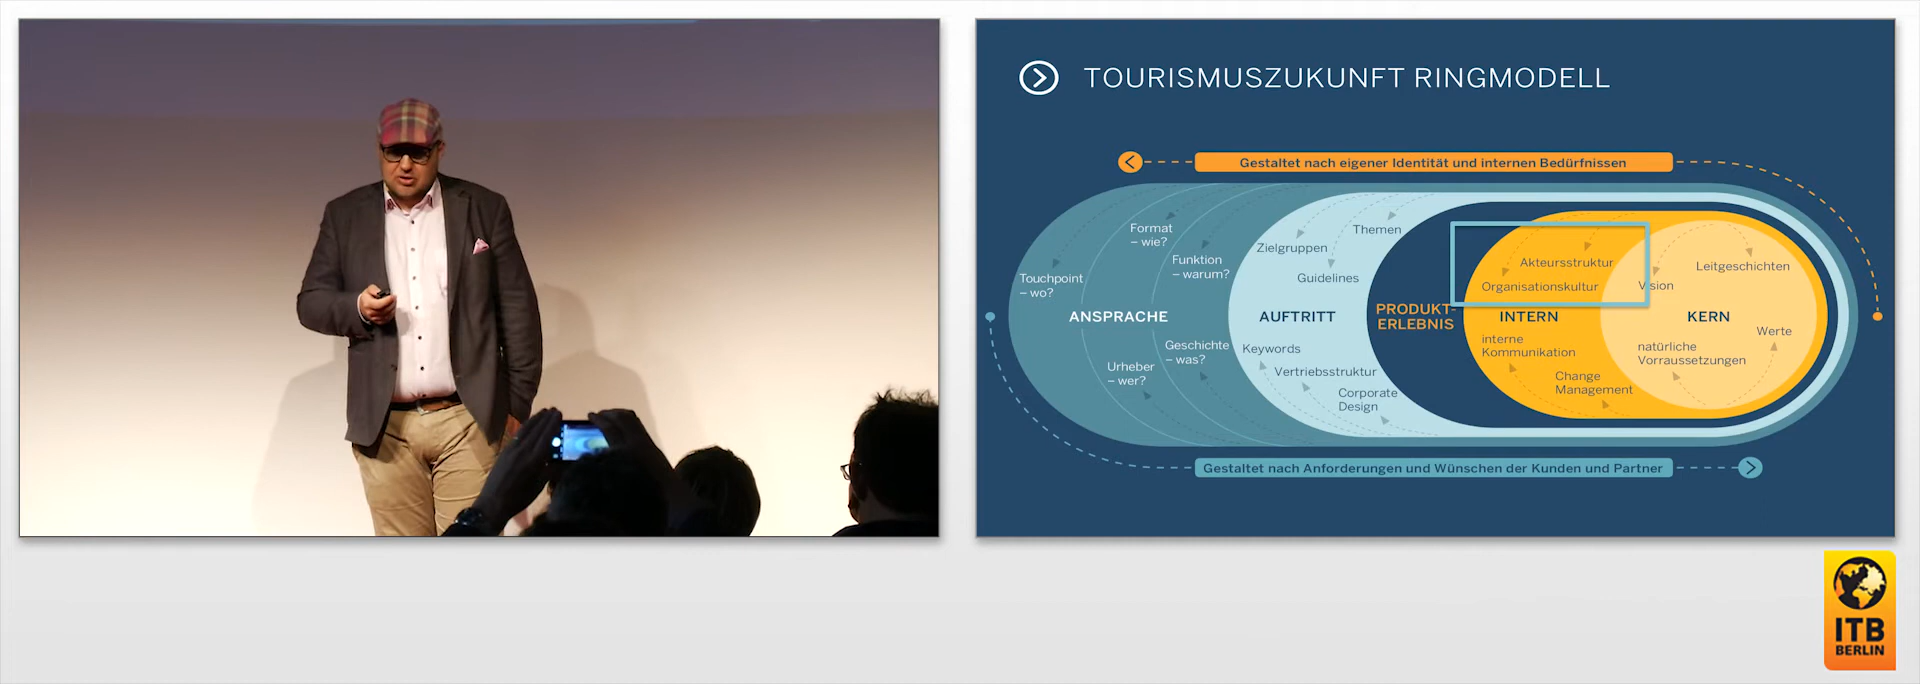 TOURISMUSZUKUNFT RINGMODELL
Gestaltet nach eigener Identität und internen Bedürfnissen
Format
– wie?
Funktion
– warum?
Touchpoint
– wo?
ANSPRACHE
Geschichte
– was?
Urheber
– wer?
Themen
Zielgruppen
Guidelines
AUFTRITT
Keywords
Vertriebsstruktur
Corporate
Design
PRODUKT-
ERLEBNIS
Akteursstruktur
Organisationskultur
INTERN
interne
Kommunikation
Change
Management
Leitgeschichten
Vision
KERN
Werte
natürliche
Vorraussetzungen
Gestaltet nach Anforderungen und Wünschen der Kunden und Partner
ITB
BERLIN